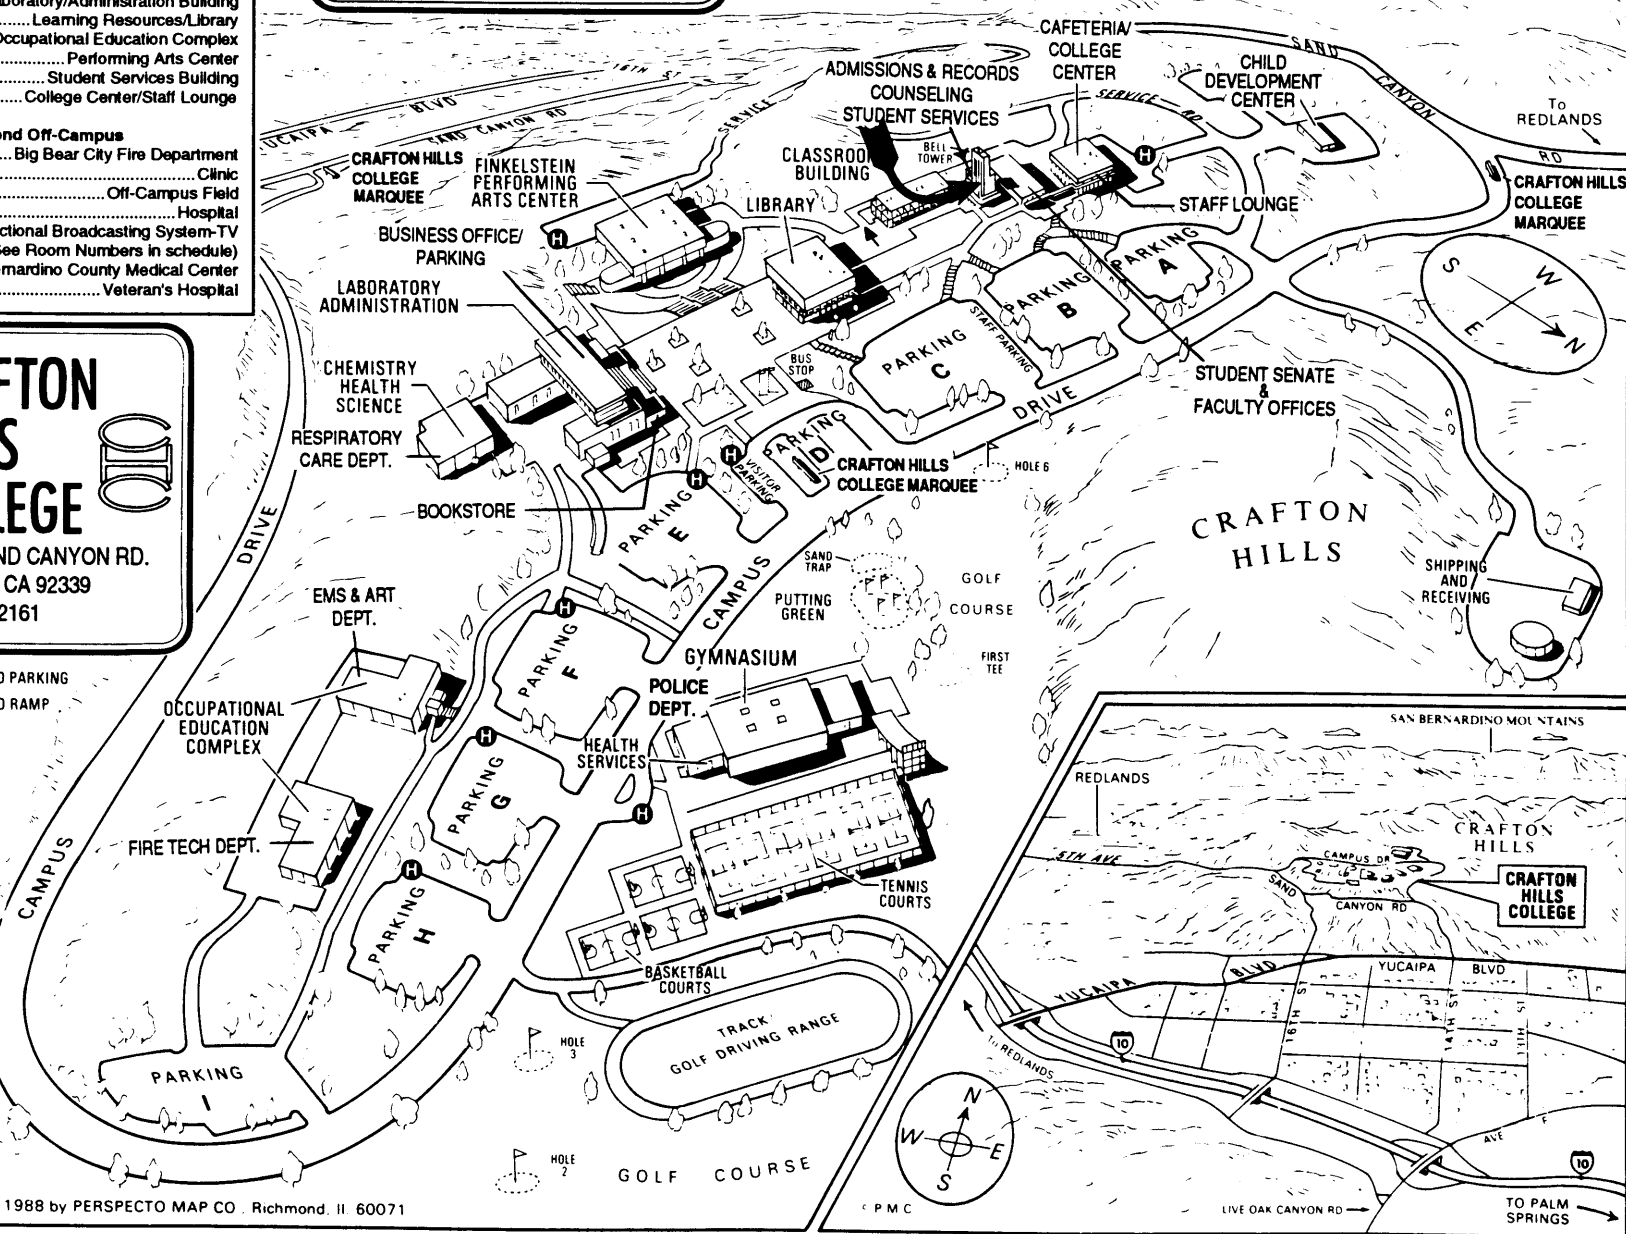 Laboratory/Administration Building
........Learning Resources/Library
Occupational Education Complex
..............Performing Arts Center
..........Student Services Building
.....College Center/Staff Lounge
and Off-Campus
...Big Bear City Fire Department
Clinic
Off-Campus Field
Hospital
ctional Broadcasting System-TV
See Room Numbers in schedule)
ernardino County Medical Center
Veteran's Hospital
FTON
S
LEGE
ND CANYON RD.
CA 92339
2161
D PARKING
D RAMP
UCAIPA BLVD
16TH ST
SAND CANYON RD
SERVICE
CRAFTON HILLS
COLLEGE
MARQUEE
FINKELSTEIN
PERFORMING
ARTS CENTER
BUSINESS OFFICE/
PARKING
LABORATORY
ADMINISTRATION
CHEMISTRY
HEALTH
SCIENCE
RESPIRATORY
CARE DEPT.
BOOKSTORE
ADMISSIONS & RECORDS
COUNSELING
STUDENT SERVICES
CAFETERIA/
COLLEGE
CENTER
CHILD
DEVELOPMENT
CENTER
SERVICE RD
SAND CANYON RD
To
REDLANDS
CRAFTON HILLS
COLLEGE
MARQUEE
CLASSROOM
BUILDING
BELL
TOWER
LIBRARY
STAFF LOUNGE
H
H
PARKING
A
PARKING
B
STAFF PARKING
PARKING
C
BUS
STOP
PARKING
D
VISITOR
PARKING
H
H
CRAFTON HILLS
COLLEGE MARQUEE
DRIVE
HOLE 6
STUDENT SENATE
&
FACULTY OFFICES
S
W
E
N
CRAFTON
HILLS
SHIPPING
AND
RECEIVING
PARKING
E
CAMPUS
SAND
TRAP
PUTTING
GREEN
GOLF
COURSE
FIRST
TEE
DRIVE
EMS & ART
DEPT.
OCCUPATIONAL
EDUCATION
COMPLEX
FIRE TECH DEPT.
CAMPUS
H
PARKING
F
H
PARKING
G
H
PARKING
H
GYMNASIUM
POLICE
DEPT.
HEALTH
SERVICES
H
TENNIS
COURTS
BASKETBALL
COURTS
TRACK
GOLF DRIVING RANGE
PARKING
I
HOLE
3
HOLE
2
GOLF COURSE
1988 by PERSPECTO MAP CO . Richmond. Il. 60071
SAN BERNARDINO MOUNTAINS
REDLANDS
CRAFTON
HILLS
5TH AVE
CAMPUS DR
SAND
CANYON RD
CRAFTON
HILLS
COLLEGE
YUCAIPA BLVD
YUCAIPA BLVD
16TH ST
14TH ST
To REDLANDS
10
N
W
E
S
AVE F
10
PMC
LIVE OAK CANYON RD
TO PALM
SPRINGS